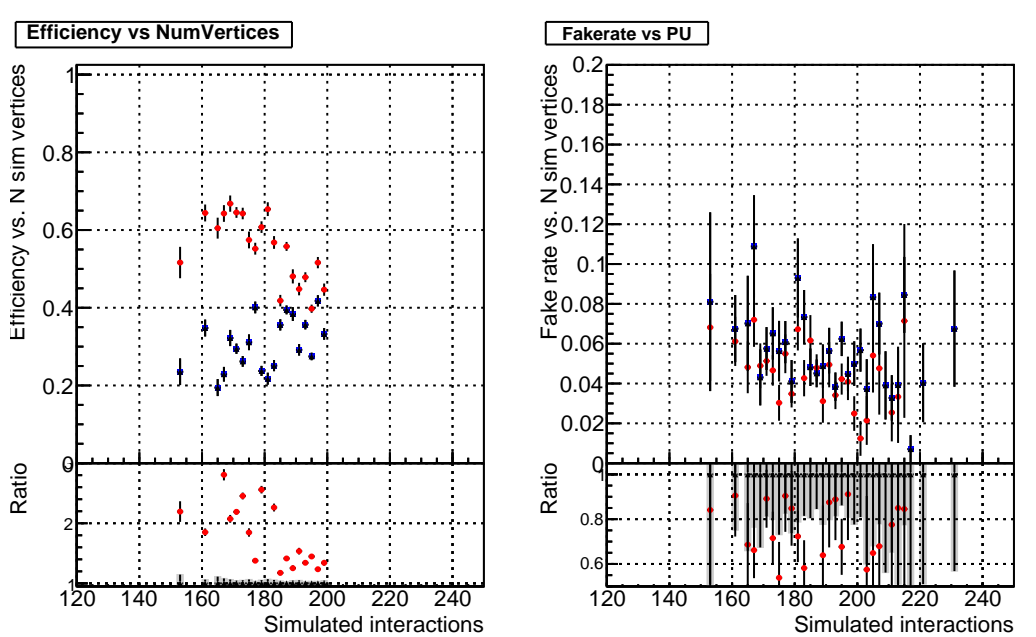 Efficiency vs NumVertices
Efficiency vs. N sim vertices
1
0.8
0.6
0.4
0.2
0
Ratio
3
2
1
120 140 160 180 200 220 240
Simulated interactions
Fakerate vs PU
Fake rate vs. N sim vertices
0.2
0.18
0.16
0.14
0.12
0.1
0.08
0.06
0.04
0.02
0
Ratio
1
0.8
0.6
120 140 160 180 200 220 240
Simulated interactions